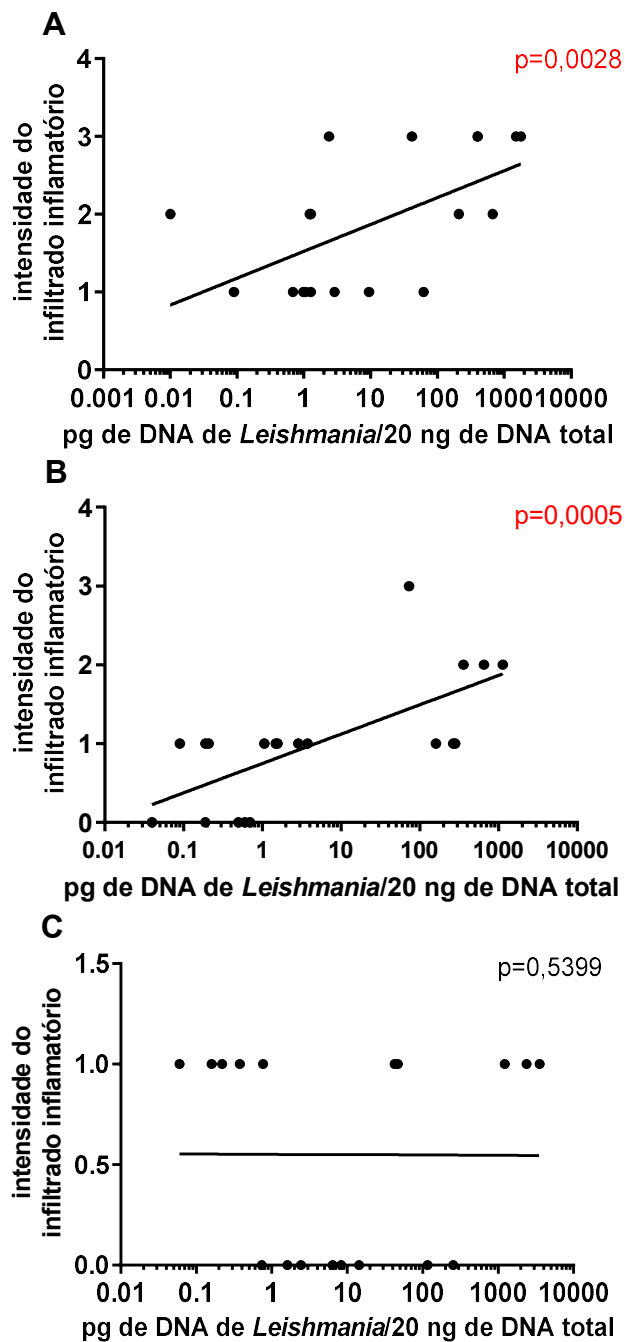 A
p=0,0028
intensidade do
infiltrado inflamatório
4
3
2
1
0
0.001 0.01 0.1 1 10 100 1000 10000
pg de DNA de Leishmania/20 ng de DNA total
B
p=0,0005
intensidade do
infiltrado inflamatório
4
3
2
1
0
0.01 0.1 1 10 100 1000 10000
pg de DNA de Leishmania/20 ng de DNA total
C
p=0,5399
intensidade do
infiltrado inflamatório
1.5
1.0
0.5
0.0
0.01 0.1 1 10 100 1000 10000
pg de DNA de Leishmania/20 ng de DNA total